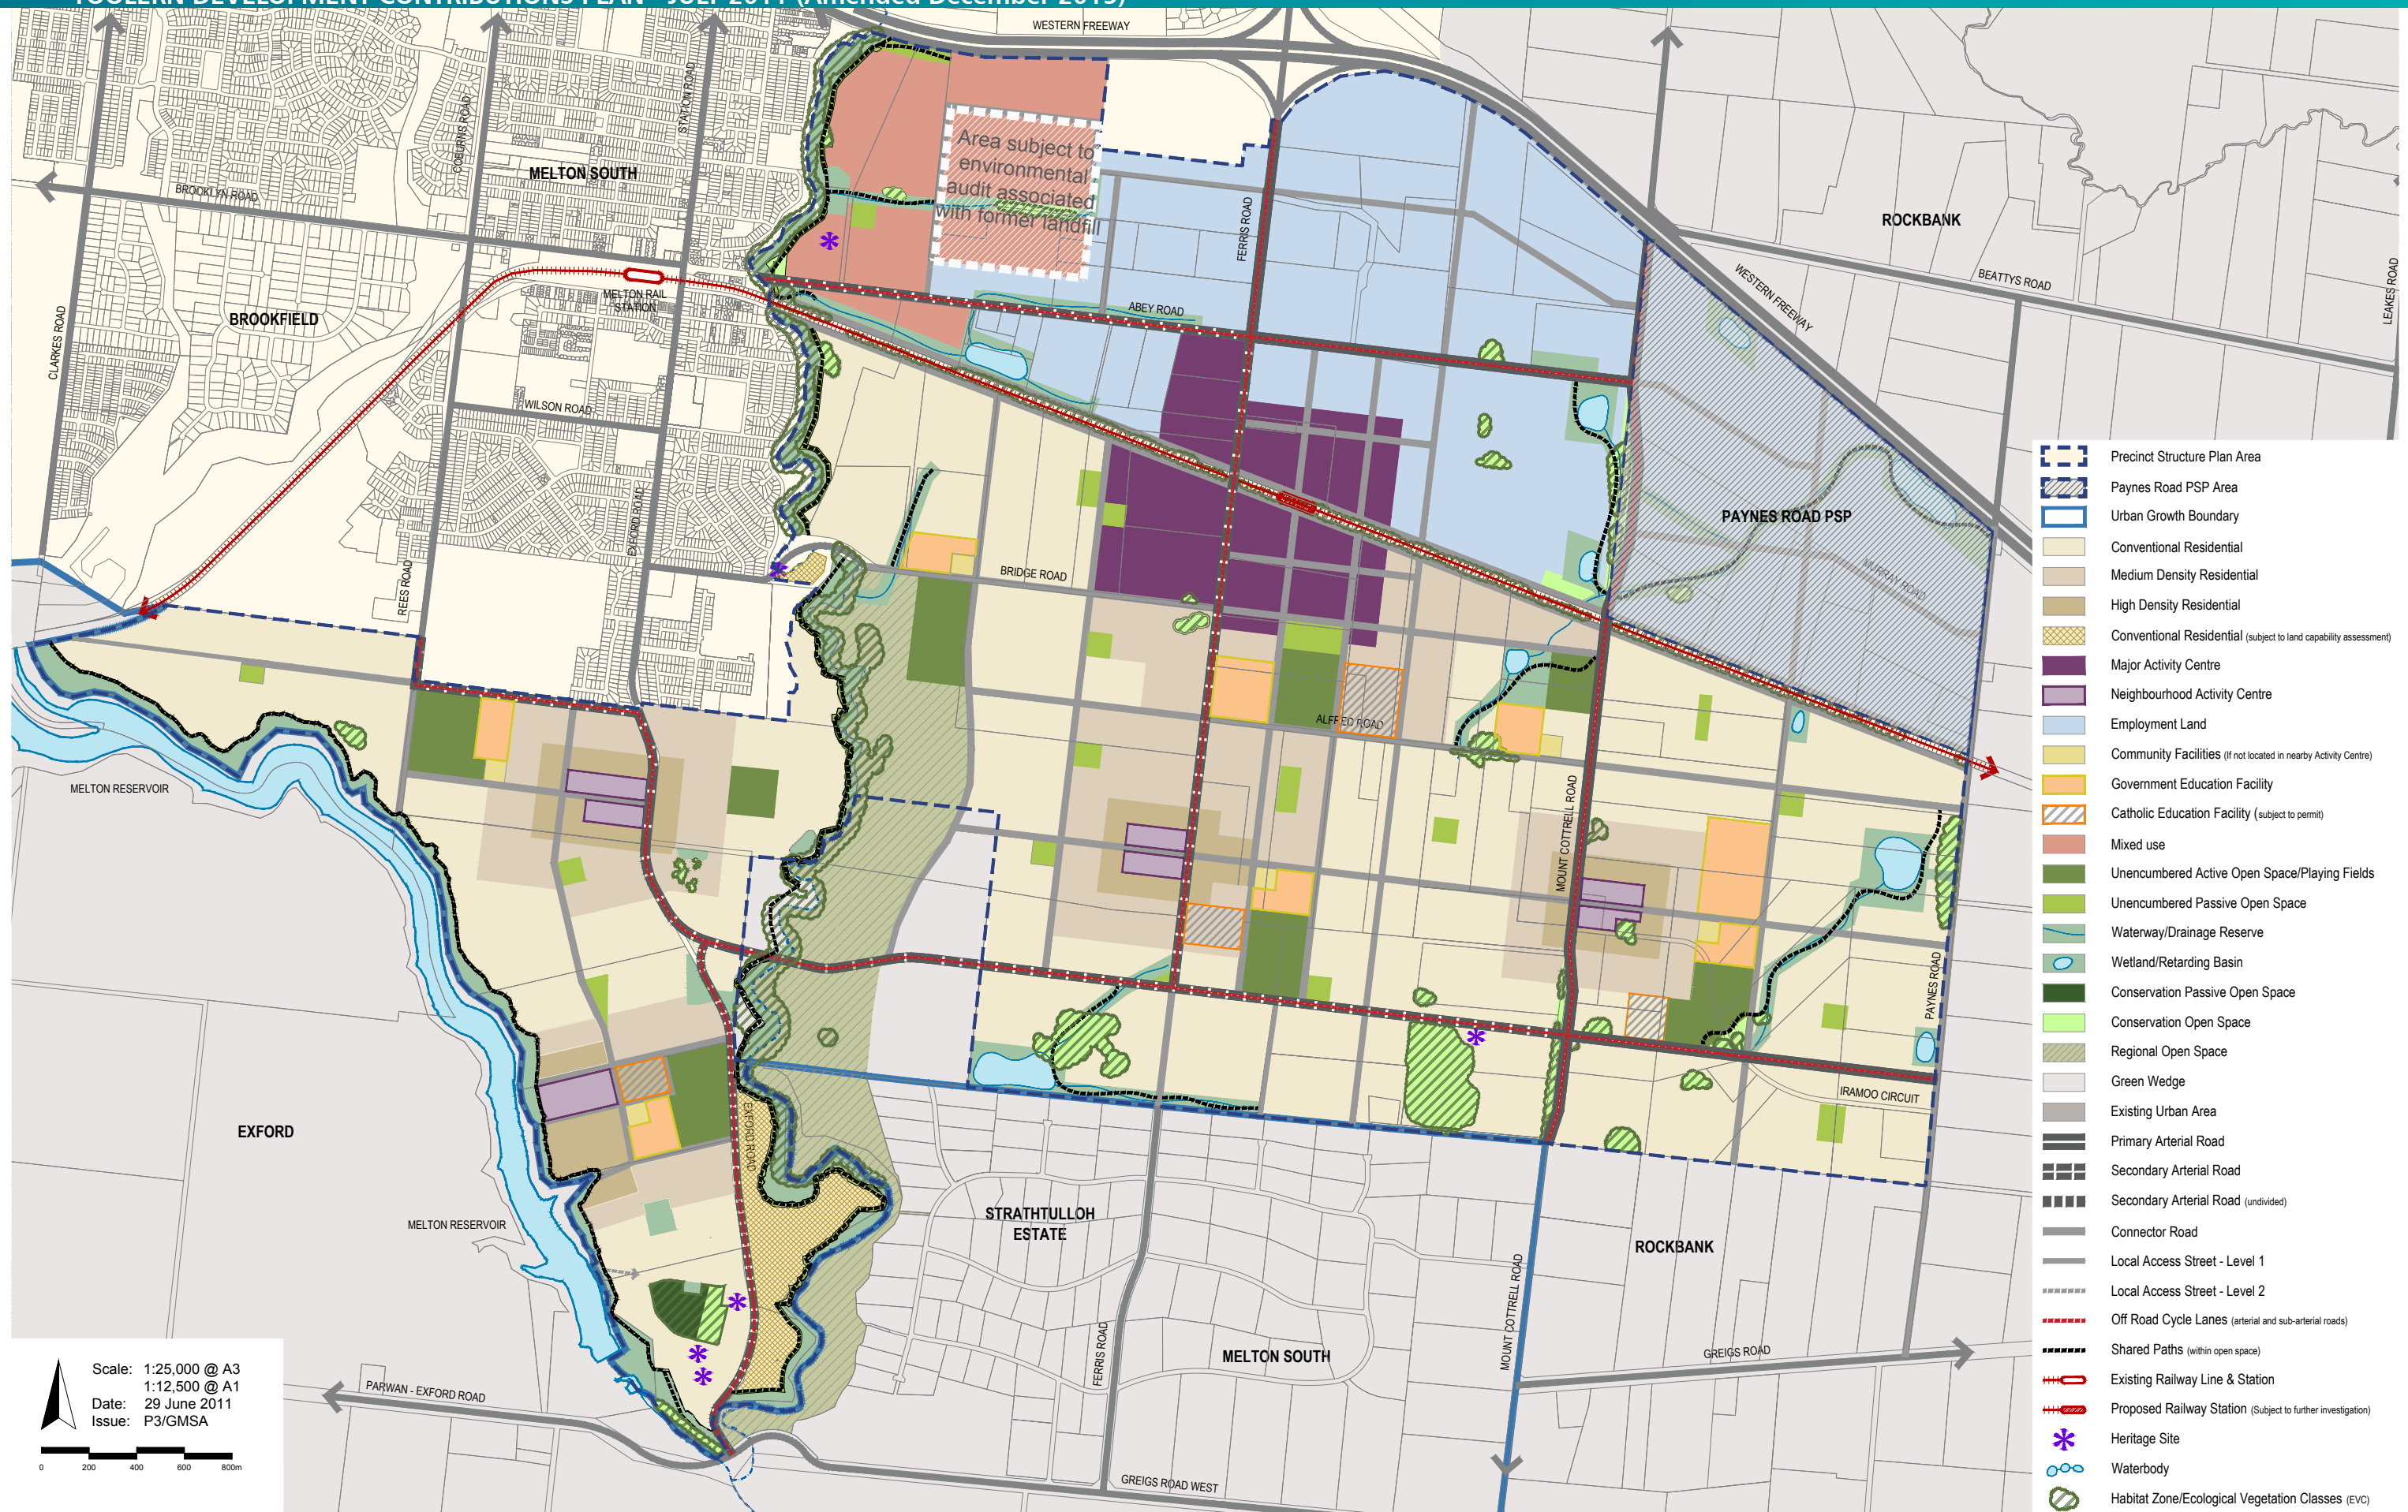 TOOLERN DEVELOPMENT CONTRIBUTIONS PLAN - JULY 2011 (Amended December 2015)
WESTERN FREEWAY
COBURNS ROAD
STATION ROAD
MELTON SOUTH
BROOKLYN ROAD
Area subject to
environmental
audit associated
with former landfill
FERRIS ROAD
ROCKBANK
BEATTYS ROAD
WESTERN FREEWAY
LEAKES ROAD
MELTON RAIL
STATION
BROOKFIELD
CLARKES ROAD
ABEY ROAD
WILSON ROAD
EXFORD ROAD
REES ROAD
BRIDGE ROAD
PAYNES ROAD PSP
MURRAY ROAD
ALFRED ROAD
MELTON RESERVOIR
MOUNT COTTRELL ROAD
PAYNES ROAD
IRAMOO CIRCUIT
EXFORD
EXFORD ROAD
MELTON RESERVOIR
STRATHTULLOH
ESTATE
ROCKBANK
MOUNT COTTRELL ROAD
FERRIS ROAD
MELTON SOUTH
GREIGS ROAD
PARWAN - EXFORD ROAD
GREIGS ROAD WEST
Scale: 1:25,000 @ A3
1:12,500 @ A1
Date: 29 June 2011
Issue: P3/GMSA
0 200 400 600 800m
Precinct Structure Plan Area
Paynes Road PSP Area
Urban Growth Boundary
Conventional Residential
Medium Density Residential
High Density Residential
Conventional Residential (subject to land capability assessment)
Major Activity Centre
Neighbourhood Activity Centre
Employment Land
Community Facilities (If not located in nearby Activity Centre)
Government Education Facility
Catholic Education Facility (subject to permit)
Mixed use
Unencumbered Active Open Space/Playing Fields
Unencumbered Passive Open Space
Waterway/Drainage Reserve
Wetland/Retarding Basin
Conservation Passive Open Space
Conservation Open Space
Regional Open Space
Green Wedge
Existing Urban Area
Primary Arterial Road
Secondary Arterial Road
Secondary Arterial Road (undivided)
Connector Road
Local Access Street - Level 1
Local Access Street - Level 2
Off Road Cycle Lanes (arterial and sub-arterial roads)
Shared Paths (within open space)
Existing Railway Line & Station
Proposed Railway Station (Subject to further investigation)
Heritage Site
Waterbody
Habitat Zone/Ecological Vegetation Classes (EVC)